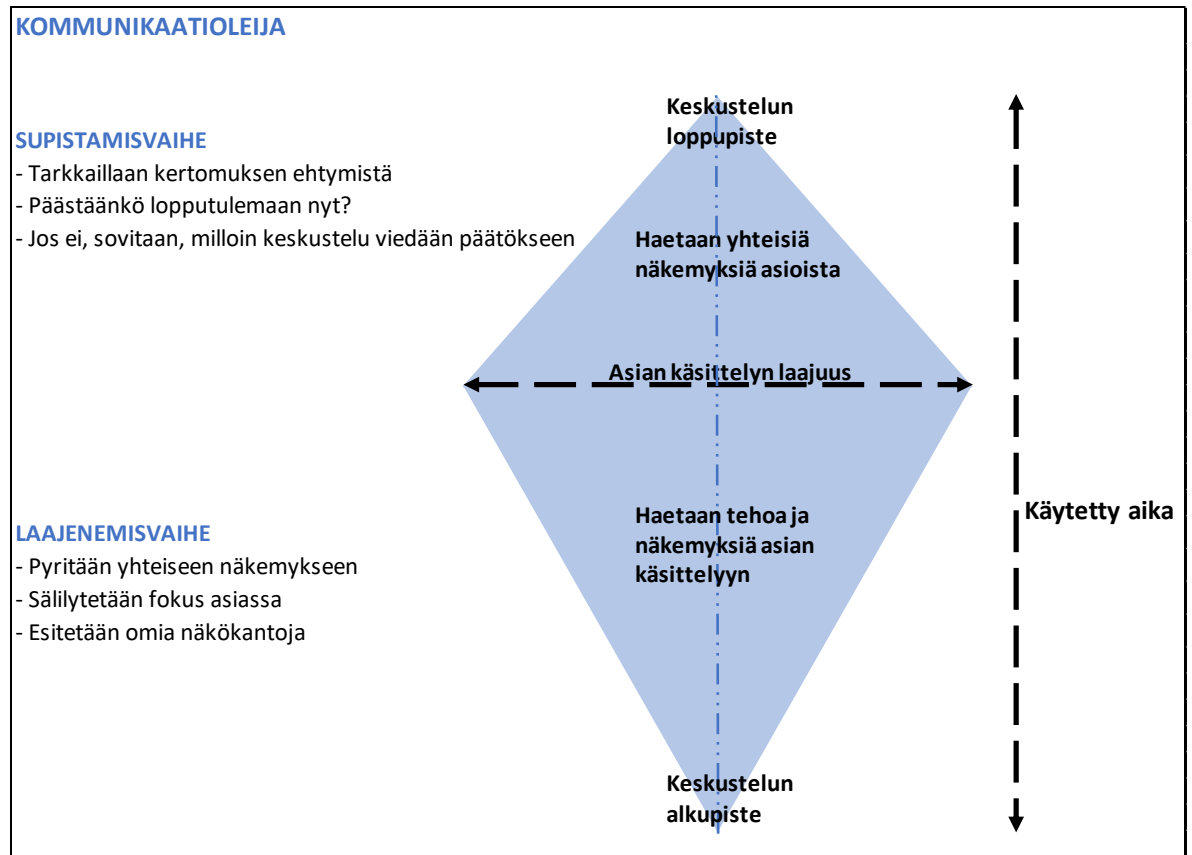 KOMMUNIKAATIOLEIJA
Keskustelun
loppupiste
SUPISTAMISVAIHE
- Tarkkaillaan kertomuksen ehtymistä
- Päästäänkö lopputulemaan nyt?
- Jos ei, sovitaan, milloin keskustelu viedään päätökseen
Haetaan yhteisiä
näkemyksiä asioista
Asian käsittelyn laajuus
Käytetty aika
LAAJENEMISVAIHE
- Pyritään yhteiseen näkemykseen
- Sälilytetään fokus asiassa
- Esitetään omia näkökantoja
Haetaan tehoa ja
näkemyksiä asian
käsittelyyn
Keskustelun
alkupiste